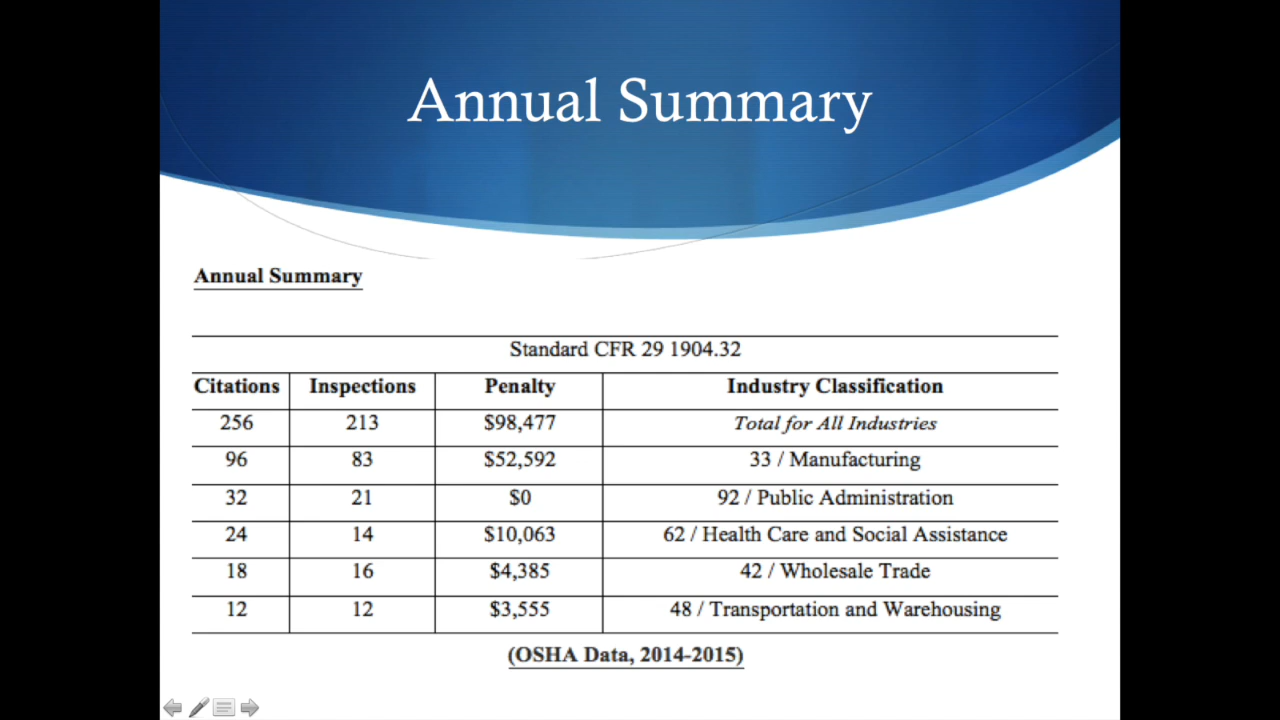 Annual Summary
Annual Summary
Standard CFR 29 1904.32
Citations Inspections Penalty Industry Classification
256 213 $98,477 Total for All Industries
96 83 $52,592 33 / Manufacturing
32 21 $0 92 / Public Administration
24 14 $10,063 62 / Health Care and Social Assistance
18 16 $4,385 42 / Wholesale Trade
12 12 $3,555 48 / Transportation and Warehousing
(OSHA Data, 2014-2015)